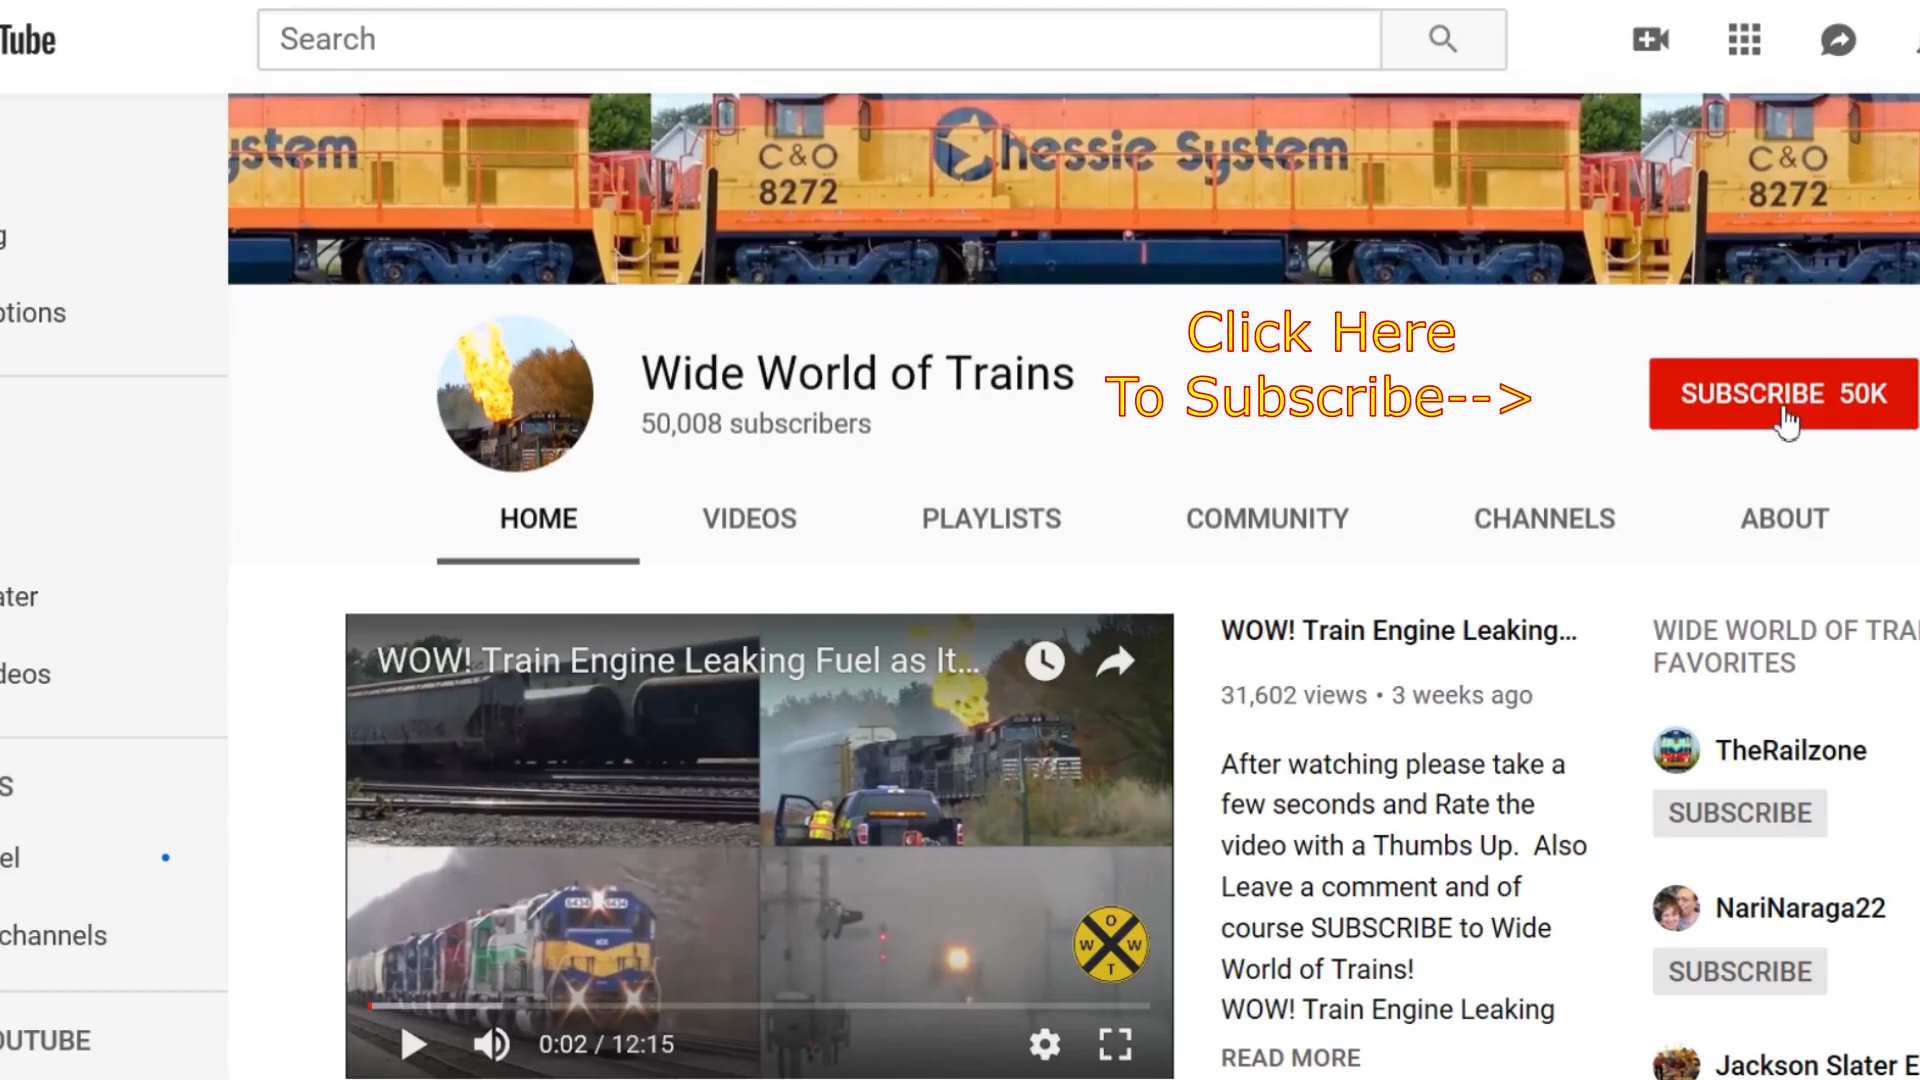 Tube
Search
ystem
C&O
8272
Chessie System
C&O
8272
g
otions
Click Here
To Subscribe-->
Wide World of Trains
50,008 subscribers
SUBSCRIBE 50K
HOME
VIDEOS
PLAYLISTS
COMMUNITY
CHANNELS
ABOUT
ater
deos
S
el
channels
OUTUBE
WOW! Train Engine Leaking Fuel as It...
6434 6434
O
W W
T
0:02 / 12:15
WOW! Train Engine Leaking...
31,602 views • 3 weeks ago
After watching please take a
few seconds and Rate the
video with a Thumbs Up. Also
Leave a comment and of
course SUBSCRIBE to Wide
World of Trains!
WOW! Train Engine Leaking
READ MORE
WIDE WORLD OF TRA
FAVORITES
TheRailzone
SUBSCRIBE
NariNaraga22
SUBSCRIBE
Jackson Slater E